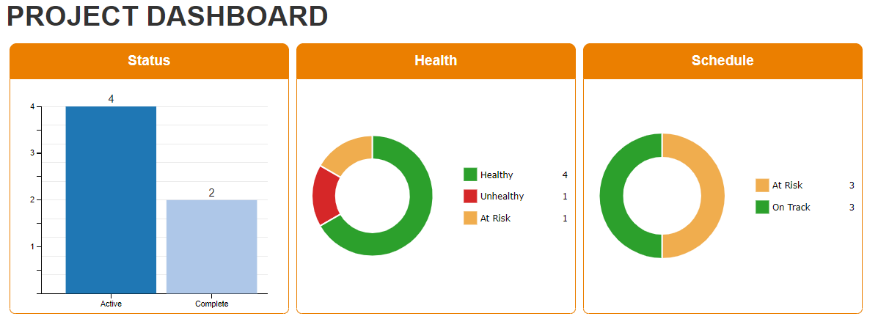 PROJECT DASHBOARD
Status
4
2
4
3
2
1
Active Complete
Health
Healthy 4
Unhealthy 1
At Risk 1
Schedule
At Risk 3
On Track 3